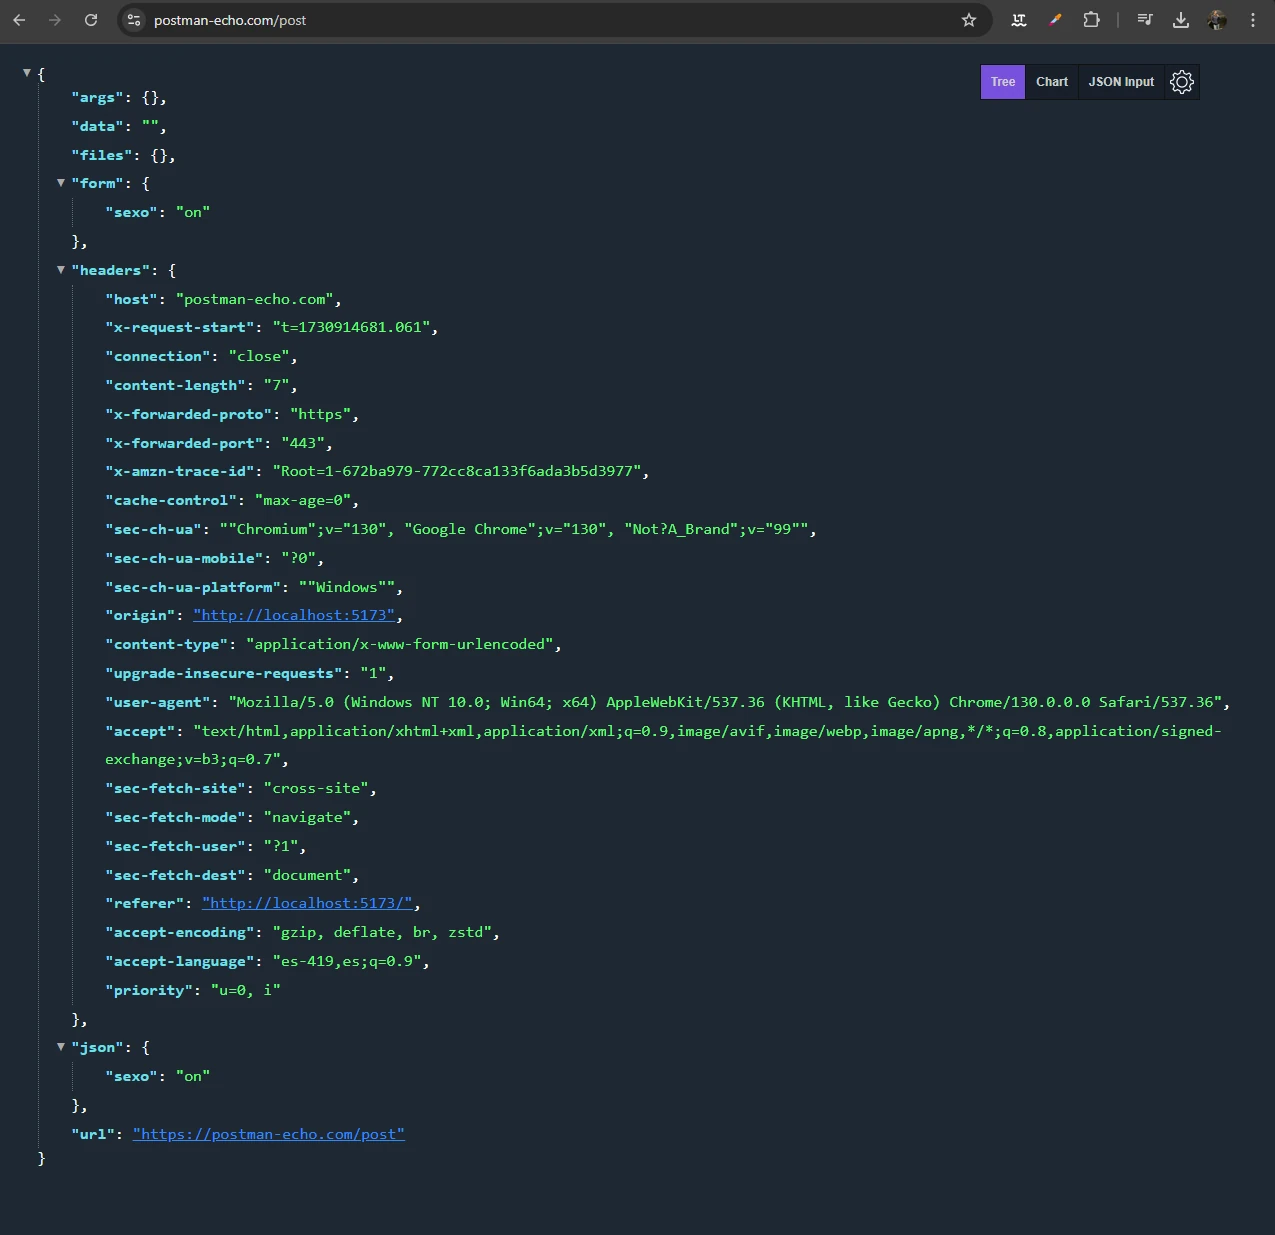 postman-echo.com/post
Tree Chart JSON Input
{
"args": {},
"data": "",
"files": {},
"form": {
"sexo": "on"
},
"headers": {
"host": "postman-echo.com",
"x-request-start": "t=1730914681.061",
"connection": "close",
"content-length": "7",
"x-forwarded-proto": "https",
"x-forwarded-port": "443",
"x-amzn-trace-id": "Root=1-672ba979-772cc8ca133f6ada3b5d3977",
"cache-control": "max-age=0",
"sec-ch-ua": ""Chromium";v="130", "Google Chrome";v="130", "Not?A_Brand";v="99"",
"sec-ch-ua-mobile": "?0",
"sec-ch-ua-platform": ""Windows"",
"origin": "http://localhost:5173",
"content-type": "application/x-www-form-urlencoded",
"upgrade-insecure-requests": "1",
"user-agent": "Mozilla/5.0 (Windows NT 10.0; Win64; x64) AppleWebKit/537.36 (KHTML, like Gecko) Chrome/130.0.0.0 Safari/537.36",
"accept": "text/html,application/xhtml+xml,application/xml;q=0.9,image/avif,image/webp,image/apng,*/*;q=0.8,application/signed-
exchange;v=b3;q=0.7",
"sec-fetch-site": "cross-site",
"sec-fetch-mode": "navigate",
"sec-fetch-user": "?1",
"sec-fetch-dest": "document",
"referer": "http://localhost:5173/",
"accept-encoding": "gzip, deflate, br, zstd",
"accept-language": "es-419,es;q=0.9",
"priority": "u=0, i"
},
"json": {
"sexo": "on"
},
"url": "https://postman-echo.com/post"
}